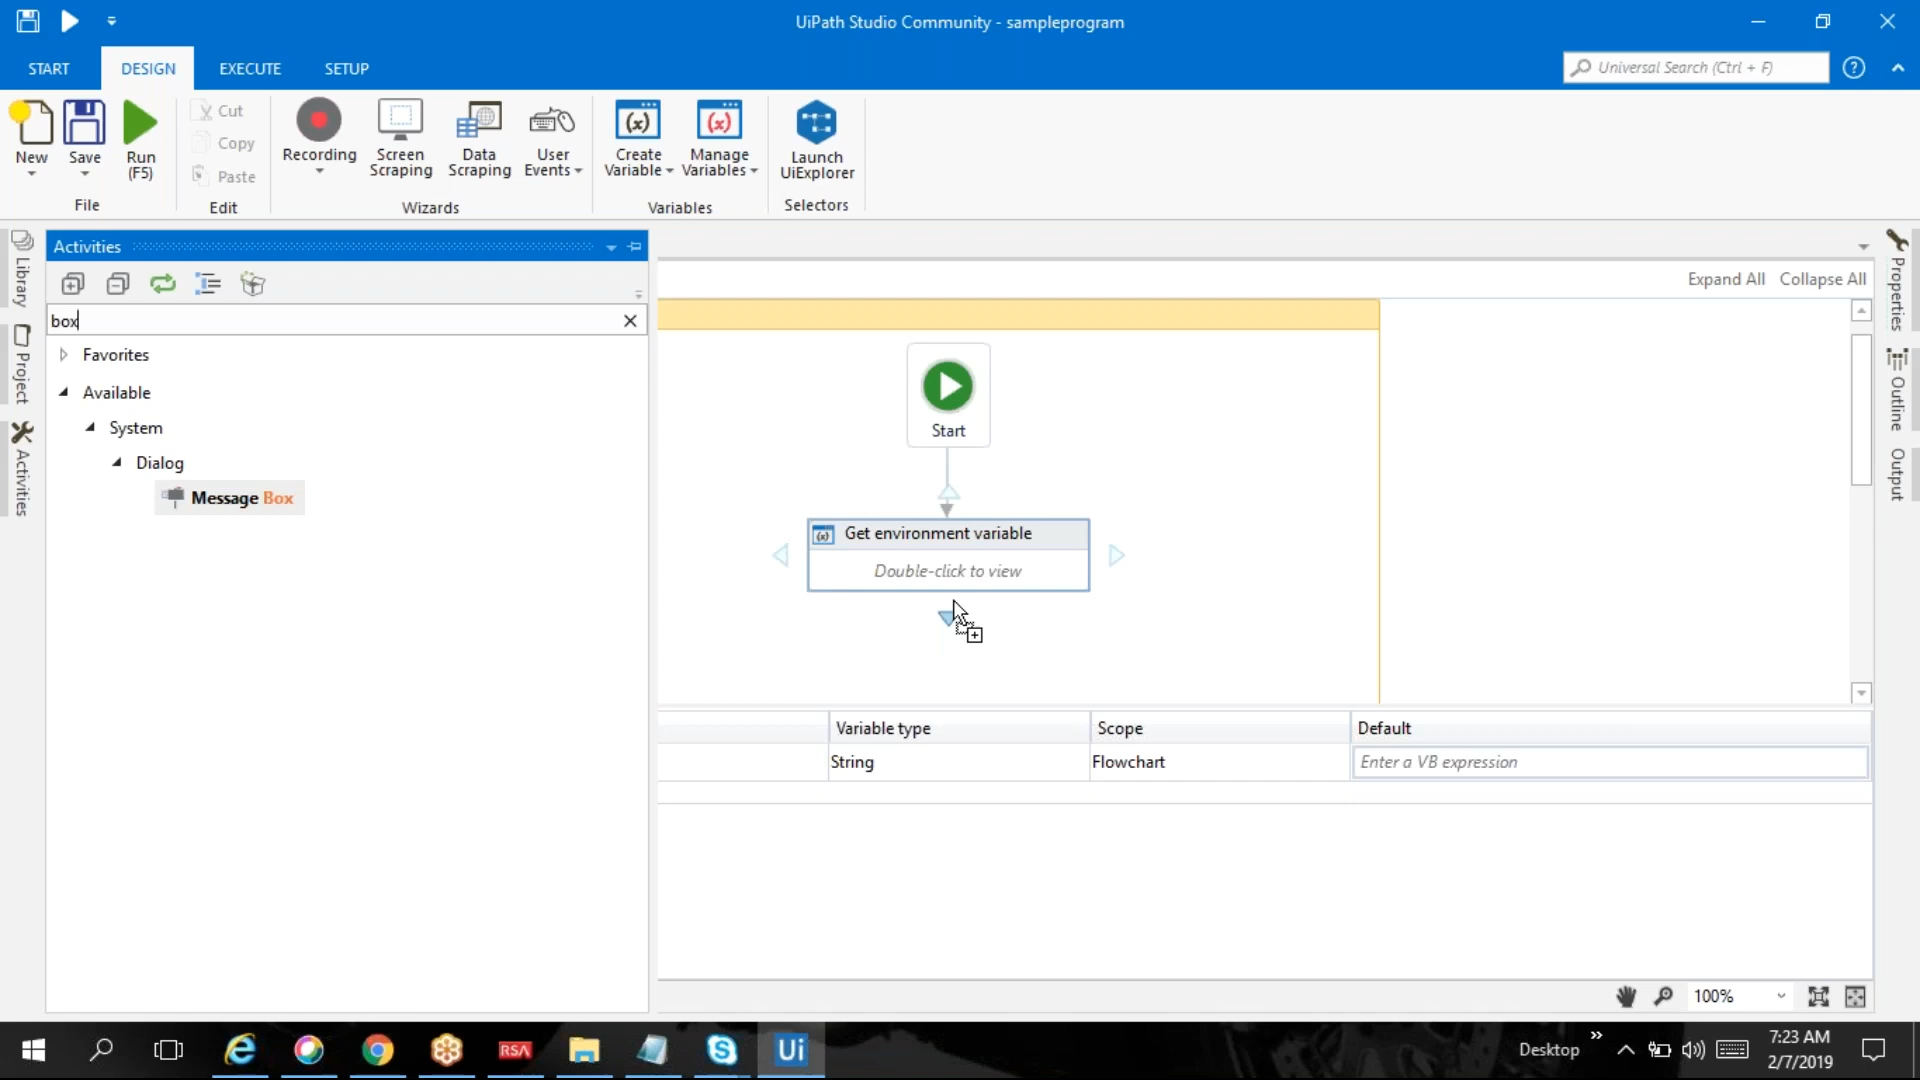 UiPath Studio Community - sampleprogram
START
DESIGN
EXECUTE
SETUP
Universal Search (Ctrl + F)
?
New
Save
Run
(F5)
File
Cut
Copy
Paste
Edit
Recording
Screen
Scraping
Data
Scraping
User
Events
Wizards
Create
Variable
Manage
Variables
Variables
Launch
UiExplorer
Selectors
Library
Project
Activities
Activities
box
Favorites
Available
System
Dialog
Message Box
Expand All
Collapse All
Start
(x) Get environment variable
Double-click to view
Variable type
Scope
Default
String
Flowchart
Enter a VB expression
100%
Properties
Outline
Output
RSA
Ui
Desktop
7:23 AM
2/7/2019